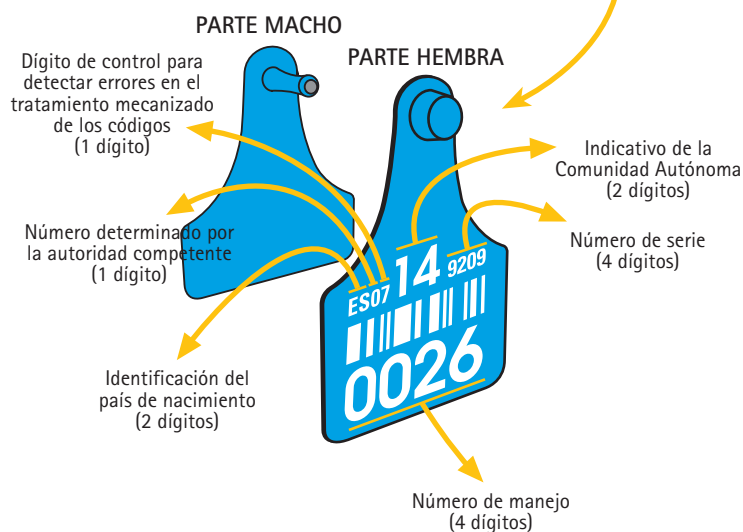 PARTE MACHO
PARTE HEMBRA
Dígito de control para
detectar errores en el
tratamiento mecanizado
de los códigos
(1 dígito)
Indicativo de la
Comunidad Autónoma
(2 dígitos)
Número determinado por
la autoridad competente
(1 dígito)
Número de serie
(4 dígitos)
ES07 14 9209
0026
Identificación del
país de nacimiento
(2 dígitos)
Número de manejo
(4 dígitos)